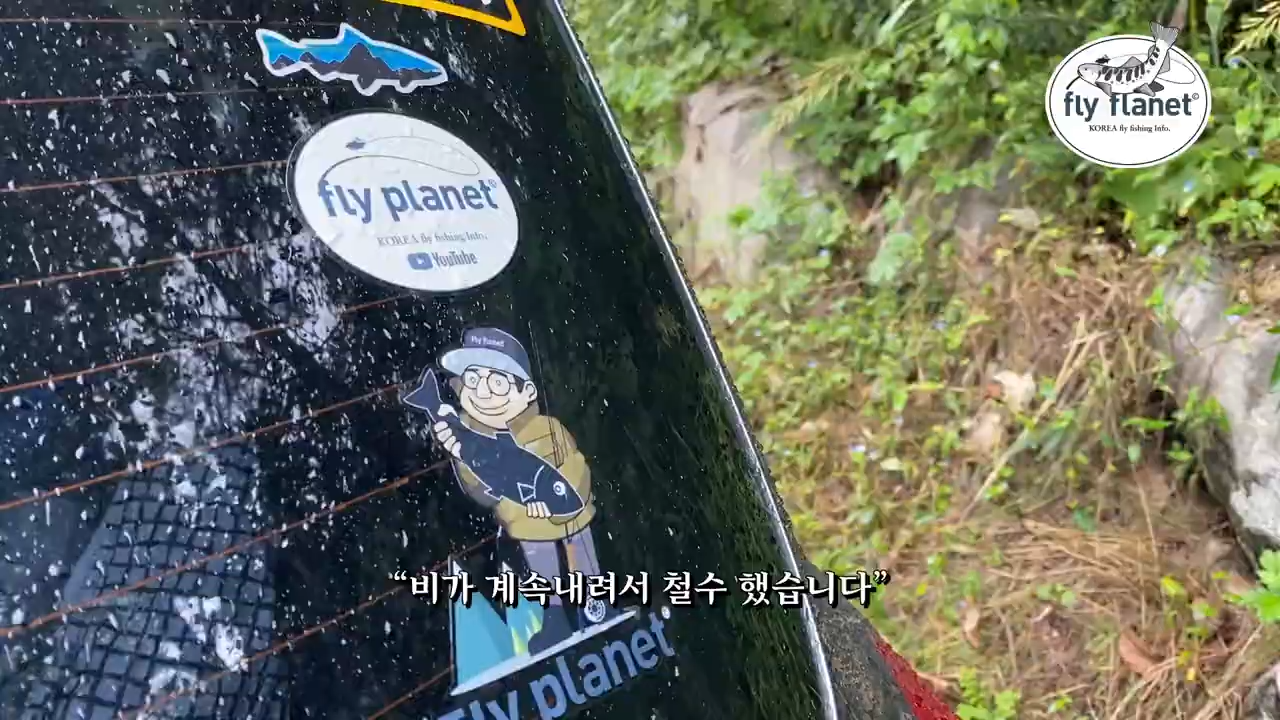 fly flanet©
KOREA fly fishing Info.
fly planet©
KOREA fly fishing Info.
YouTube
Fly flanet
“비가 계속내려서 철수 했습니다”
Fly planet